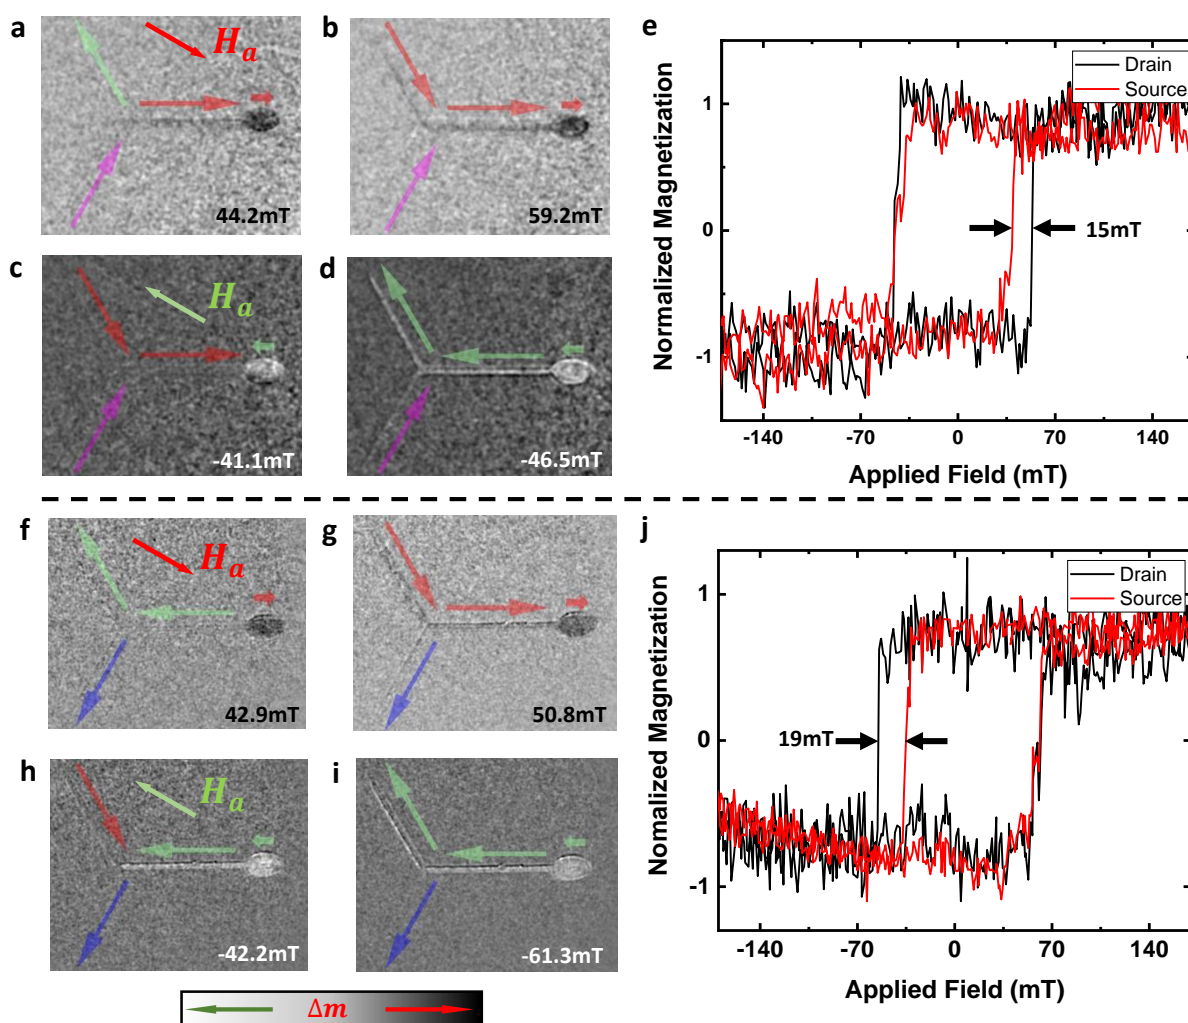 a
H_a
44.2mT
b
59.2mT
c
H_a
-41.1mT
d
-46.5mT
e
Normalized Magnetization
1
0
-1
Drain
Source
15mT
-140 -70 0 70 140
Applied Field (mT)
f
H_a
42.9mT
g
50.8mT
h
H_a
-42.2mT
i
-61.3mT
j
Nomalized Magnetization
1
0
-1
Drain
Source
19mT
-140 -70 0 70 140
Applied Field (mT)
Δm